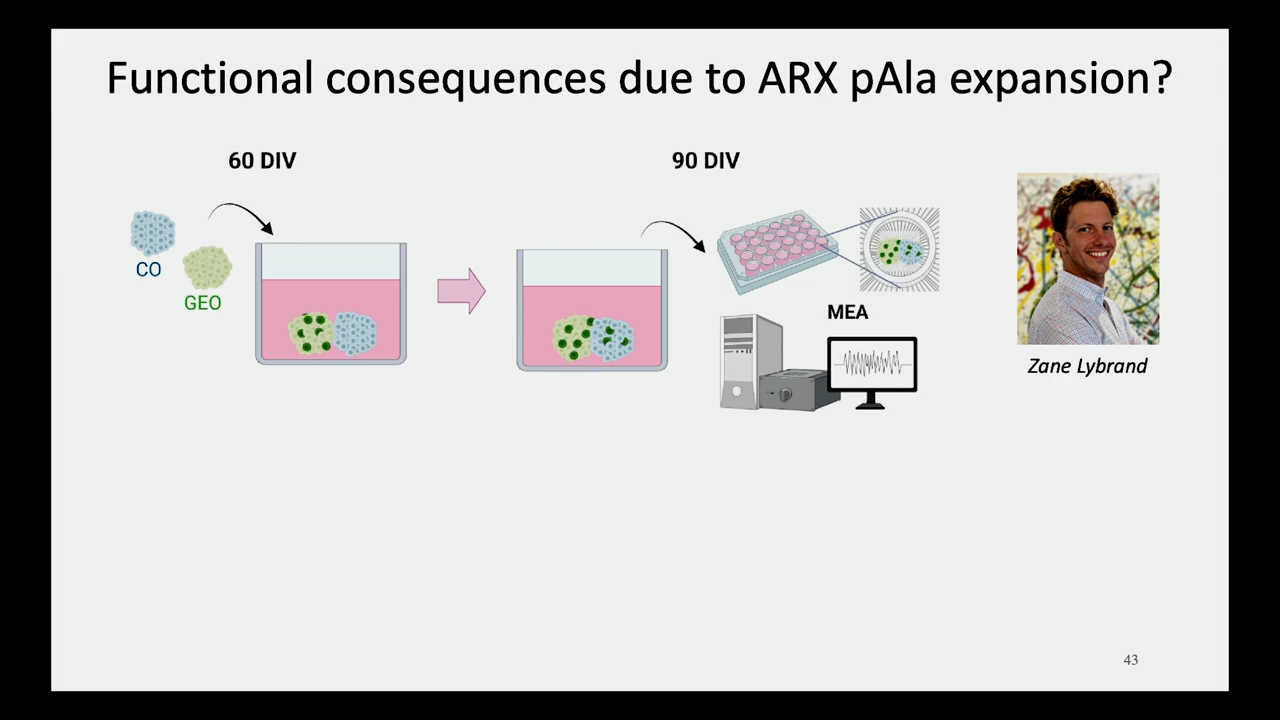 Functional consequences due to ARX pAla expansion?
60 DIV
90 DIV
CO
GEO
MEA
Zane Lybrand
43